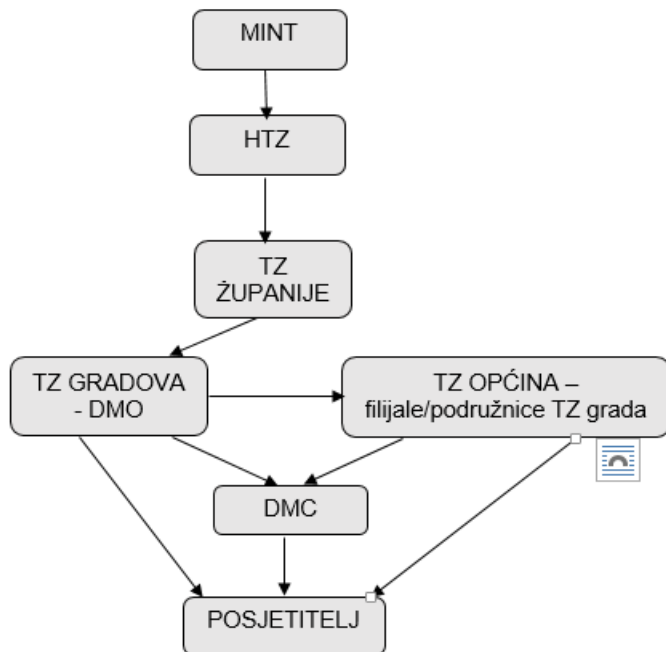 MINT
HTZ
TZ
ŽUPANIJE
TZ GRADOVA
- DMO
TZ OPĆINA –
filijale/podružnice TZ grada
DMC
POSJETITELJ